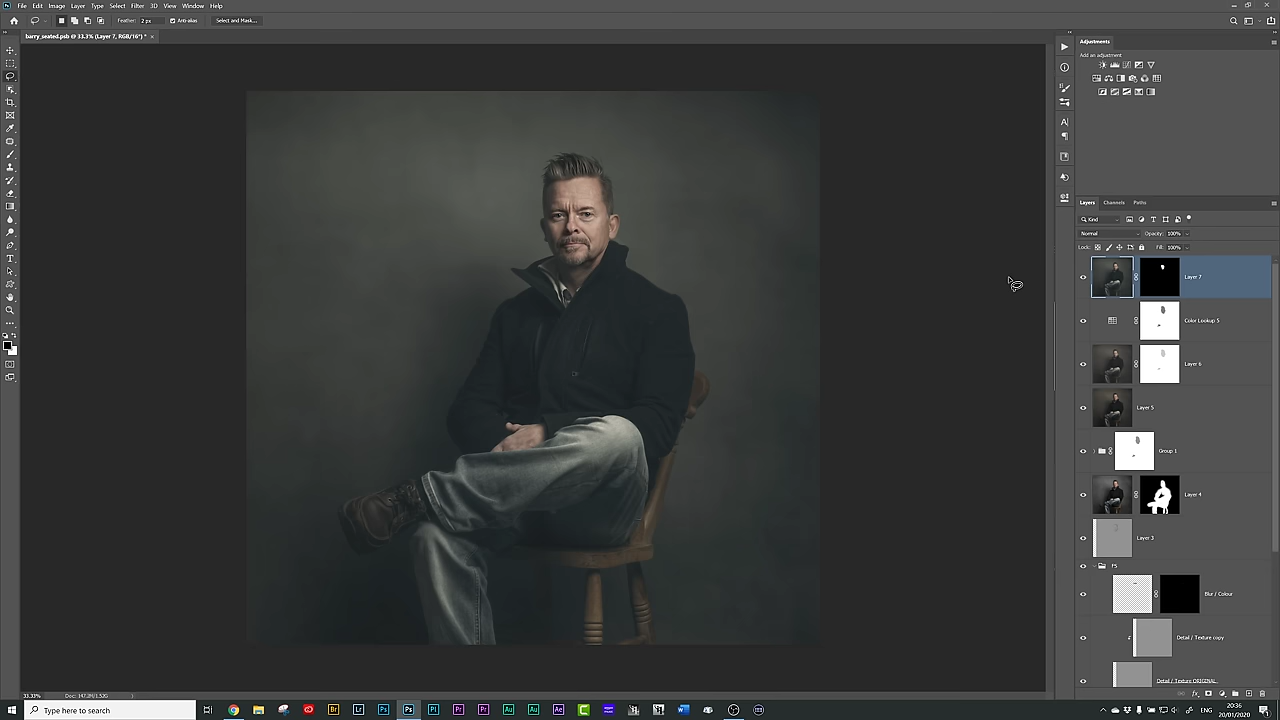 File Edit Image Layer Type Select Filter 3D View Window Help
Feather: 2 px Anti-alias Select and Mask...
barry_seated.psb @ 33.3% (Layer 7, RGB/16*) *
Adjustments
Add an adjustment
Layers Channels Paths
Kind
Normal Opacity: 100%
Lock: Fill: 100%
Layer 7
Color Lookup 5
Layer 6
Layer 5
Group 1
Layer 4
Layer 3
FS
Blur / Colour
Detail / Texture copy
Detail / Texture ORIGINAL
33.33% Doc: 147.2M/1.52G
Type here to search
ENG
20:36
20/01/2020